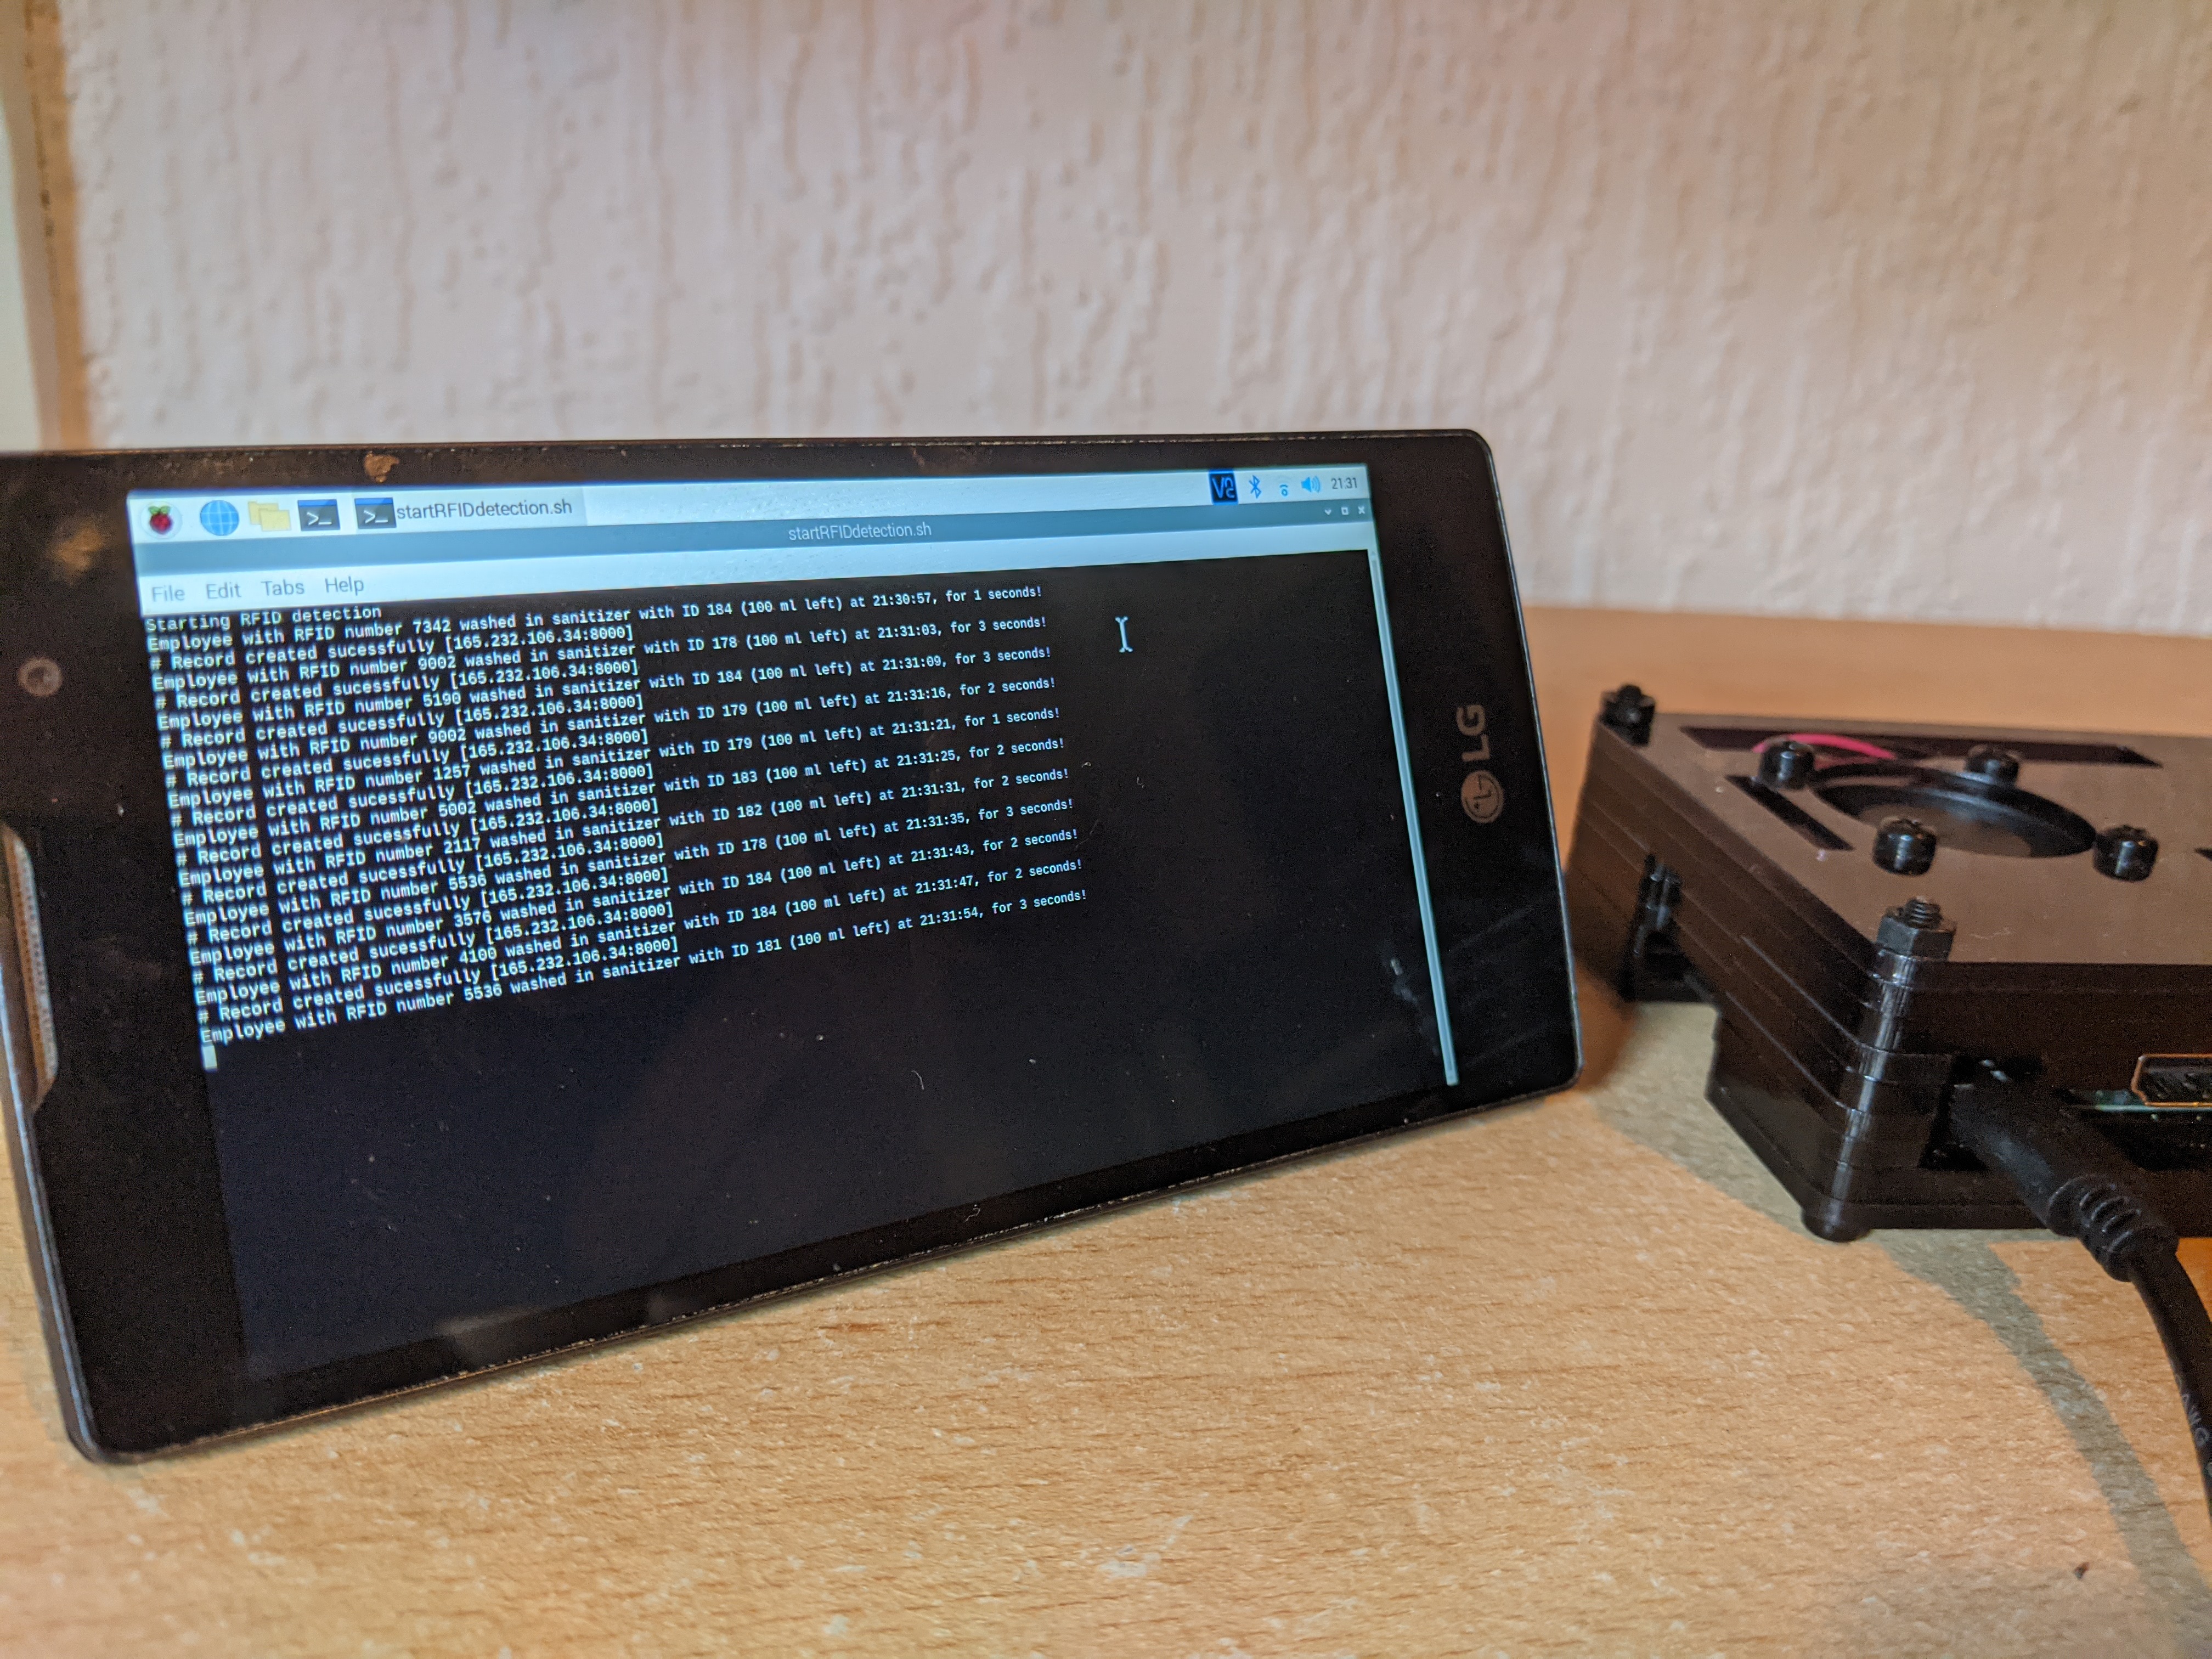 startRFIDdetection.sh
21:31
startRFIDdetection.sh
File Edit Tabs Help
Starting RFID detection
Employee with RFID number 7342 washed in sanitizer with ID 184 (100 ml left) at 21:30:57, for 1 seconds!
# Record created sucessfully [165.232.106.34:8000]
Employee with RFID number 9002 washed in sanitizer with ID 178 (100 ml left) at 21:31:03, for 3 seconds!
# Record created sucessfully [165.232.106.34:8000]
Employee with RFID number 5190 washed in sanitizer with ID 184 (100 ml left) at 21:31:09, for 3 seconds!
# Record created sucessfully [165.232.106.34:8000]
Employee with RFID number 9002 washed in sanitizer with ID 179 (100 ml left) at 21:31:16, for 2 seconds!
# Record created sucessfully [165.232.106.34:8000]
Employee with RFID number 1257 washed in sanitizer with ID 179 (100 ml left) at 21:31:21, for 1 seconds!
# Record created sucessfully [165.232.106.34:8000]
Employee with RFID number 5002 washed in sanitizer with ID 183 (100 ml left) at 21:31:25, for 2 seconds!
# Record created sucessfully [165.232.106.34:8000]
Employee with RFID number 2117 washed in sanitizer with ID 182 (100 ml left) at 21:31:31, for 2 seconds!
# Record created sucessfully [165.232.106.34:8000]
Employee with RFID number 5536 washed in sanitizer with ID 178 (100 ml left) at 21:31:35, for 3 seconds!
# Record created sucessfully [165.232.106.34:8000]
Employee with RFID number 3576 washed in sanitizer with ID 184 (100 ml left) at 21:31:43, for 2 seconds!
# Record created sucessfully [165.232.106.34:8000]
Employee with RFID number 4100 washed in sanitizer with ID 184 (100 ml left) at 21:31:47, for 2 seconds!
# Record created sucessfully [165.232.106.34:8000]
Employee with RFID number 5536 washed in sanitizer with ID 181 (100 ml left) at 21:31:54, for 3 seconds!
LG